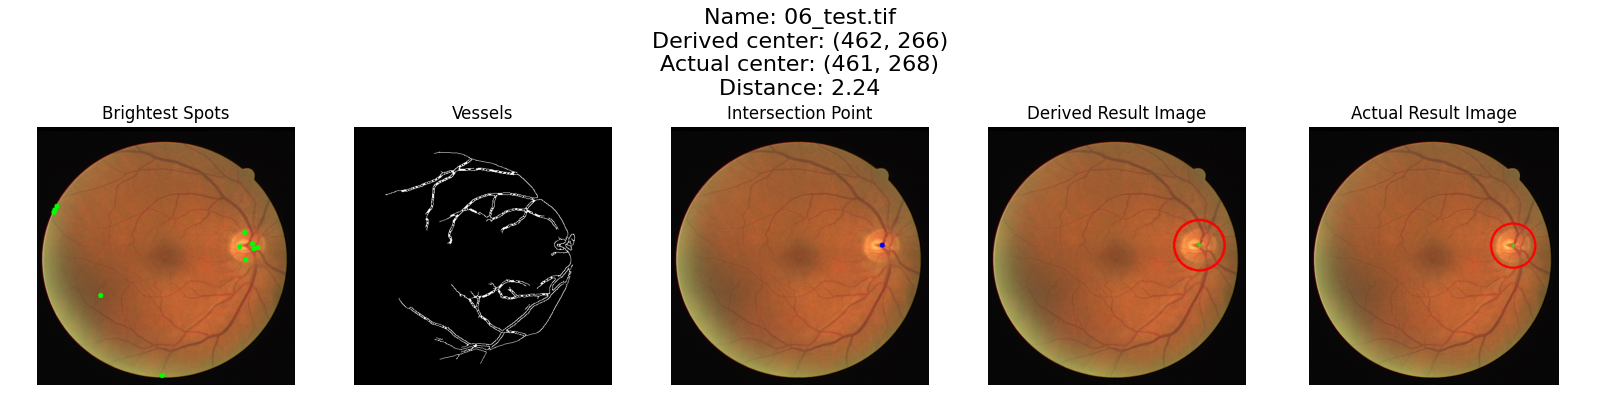 Name: 06_test.tif
Derived center: (462, 266)
Actual center: (461, 268)
Distance: 2.24
Brightest Spots
Vessels
Intersection Point
Derived Result Image
Actual Result Image